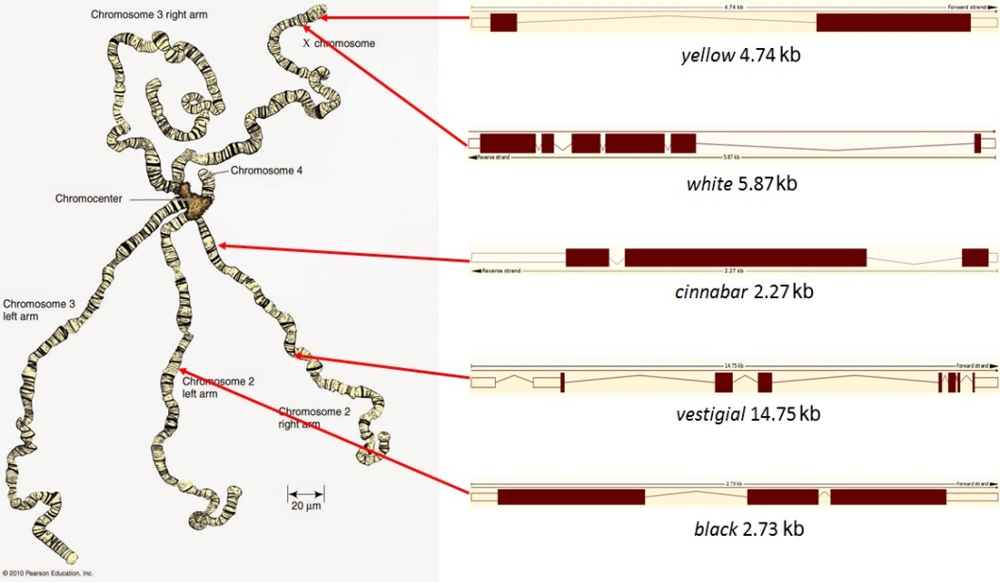 Chromosome 3 right arm
X chromosome
Chromosome 4
Chromocenter
Chromosome 3
left arm
Chromosome 2
left arm
Chromosome 2
right arm
20 μm
© 2010 Pearson Education, Inc.
4.74 kb
Forward strand
yellow 4.74 kb
Reverse strand
5.87 kb
white 5.87kb
Reverse strand
2.27 kb
cinnabar 2.27 kb
14.75 kb
Forward strand
vestigial 14.75 kb
2.73 kb
Forward strand
black 2.73 kb